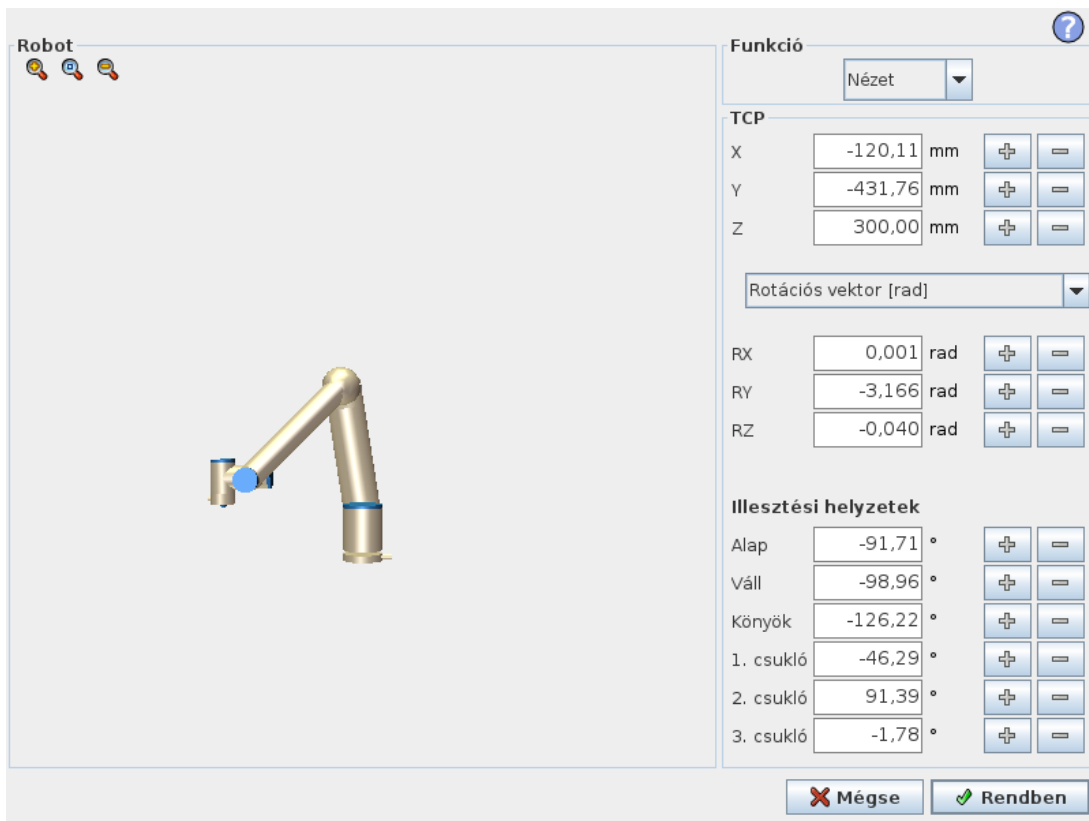 Robot
Funkció
?
Nézet
TCP
X -120,11 mm
Y -431,76 mm
Z 300,00 mm
Rotációs vektor [rad]
RX 0,001 rad
RY -3,166 rad
RZ -0,040 rad
Illesztési helyzetek
Alap -91,71 °
Váll -98,96 °
Könyök -126,22 °
1. csukló -46,29 °
2. csukló 91,39 °
3. csukló -1,78 °
Mégse
Rendben